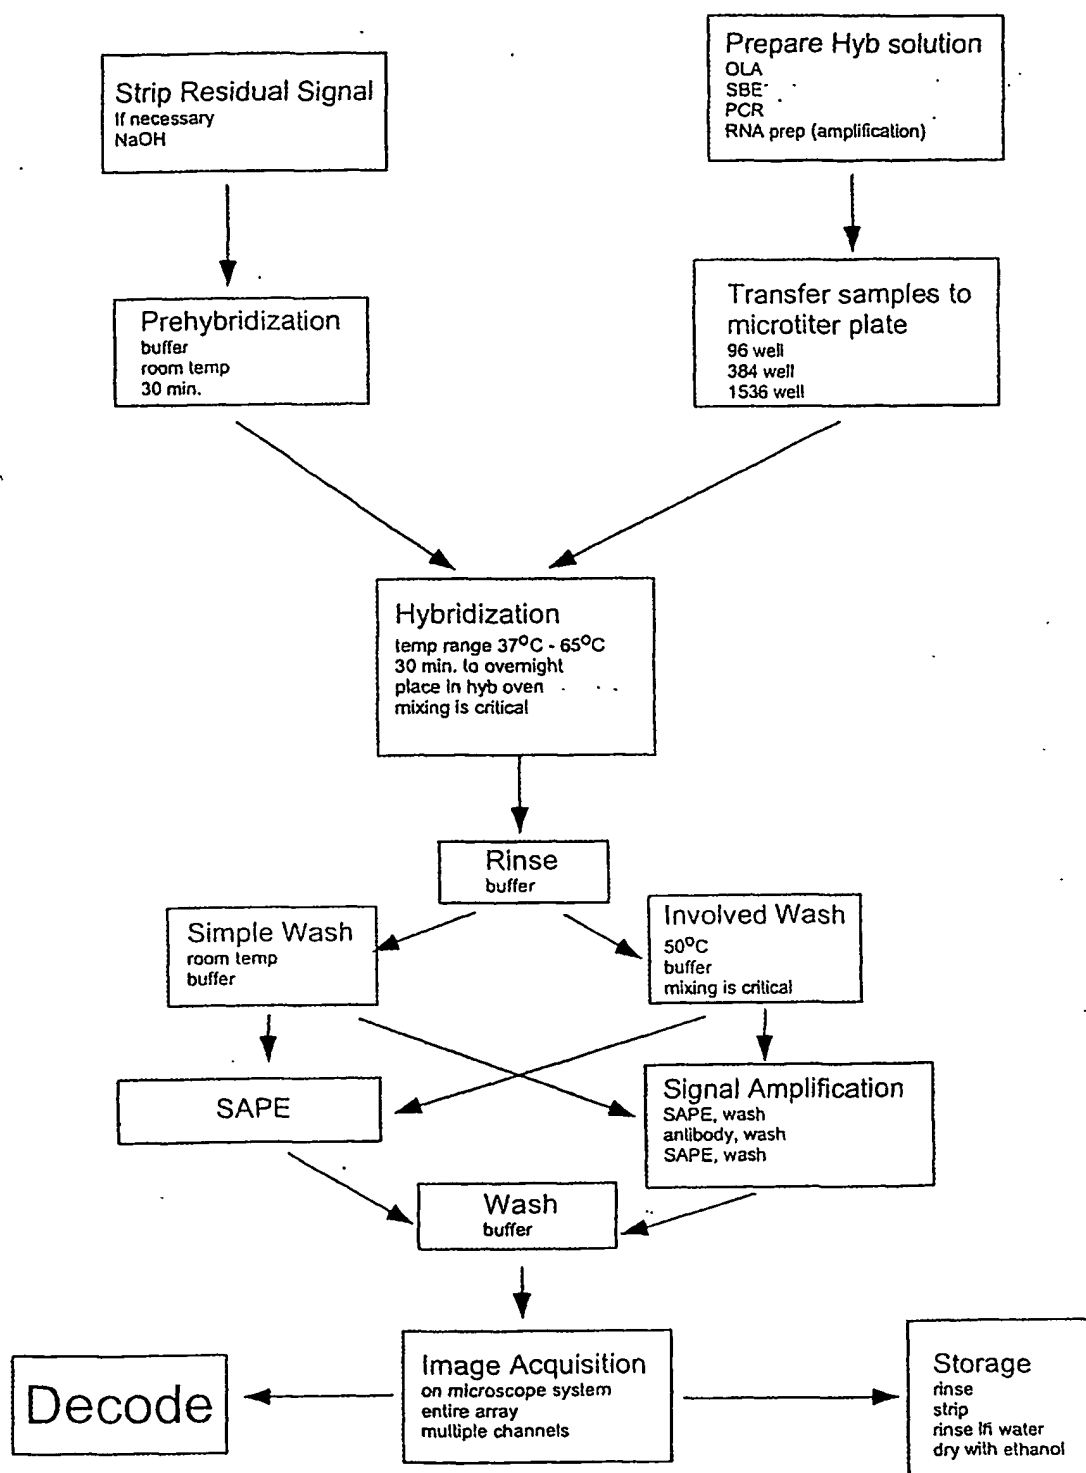 Strip Residual Signal
If necessary
NaOH
Prepare Hyb solution
OLA
SBE
PCR
RNA prep (amplification)
Prehybridization
buffer
room temp
30 min.
Transfer samples to
microtiter plate
96 well
384 well
1536 well
Hybridization
temp range 37°C - 65°C
30 min. to overnight
place in hyb oven
mixing is critical
Rinse
buffer
Simple Wash
room temp
buffer
Involved Wash
50°C
buffer
mixing is critical
SAPE
Signal Amplification
SAPE, wash
antibody, wash
SAPE, wash
Wash
buffer
Decode
Image Acquisition
on microscope system
entire array
multiple channels
Storage
rinse
strip
rinse in water
dry with ethanol